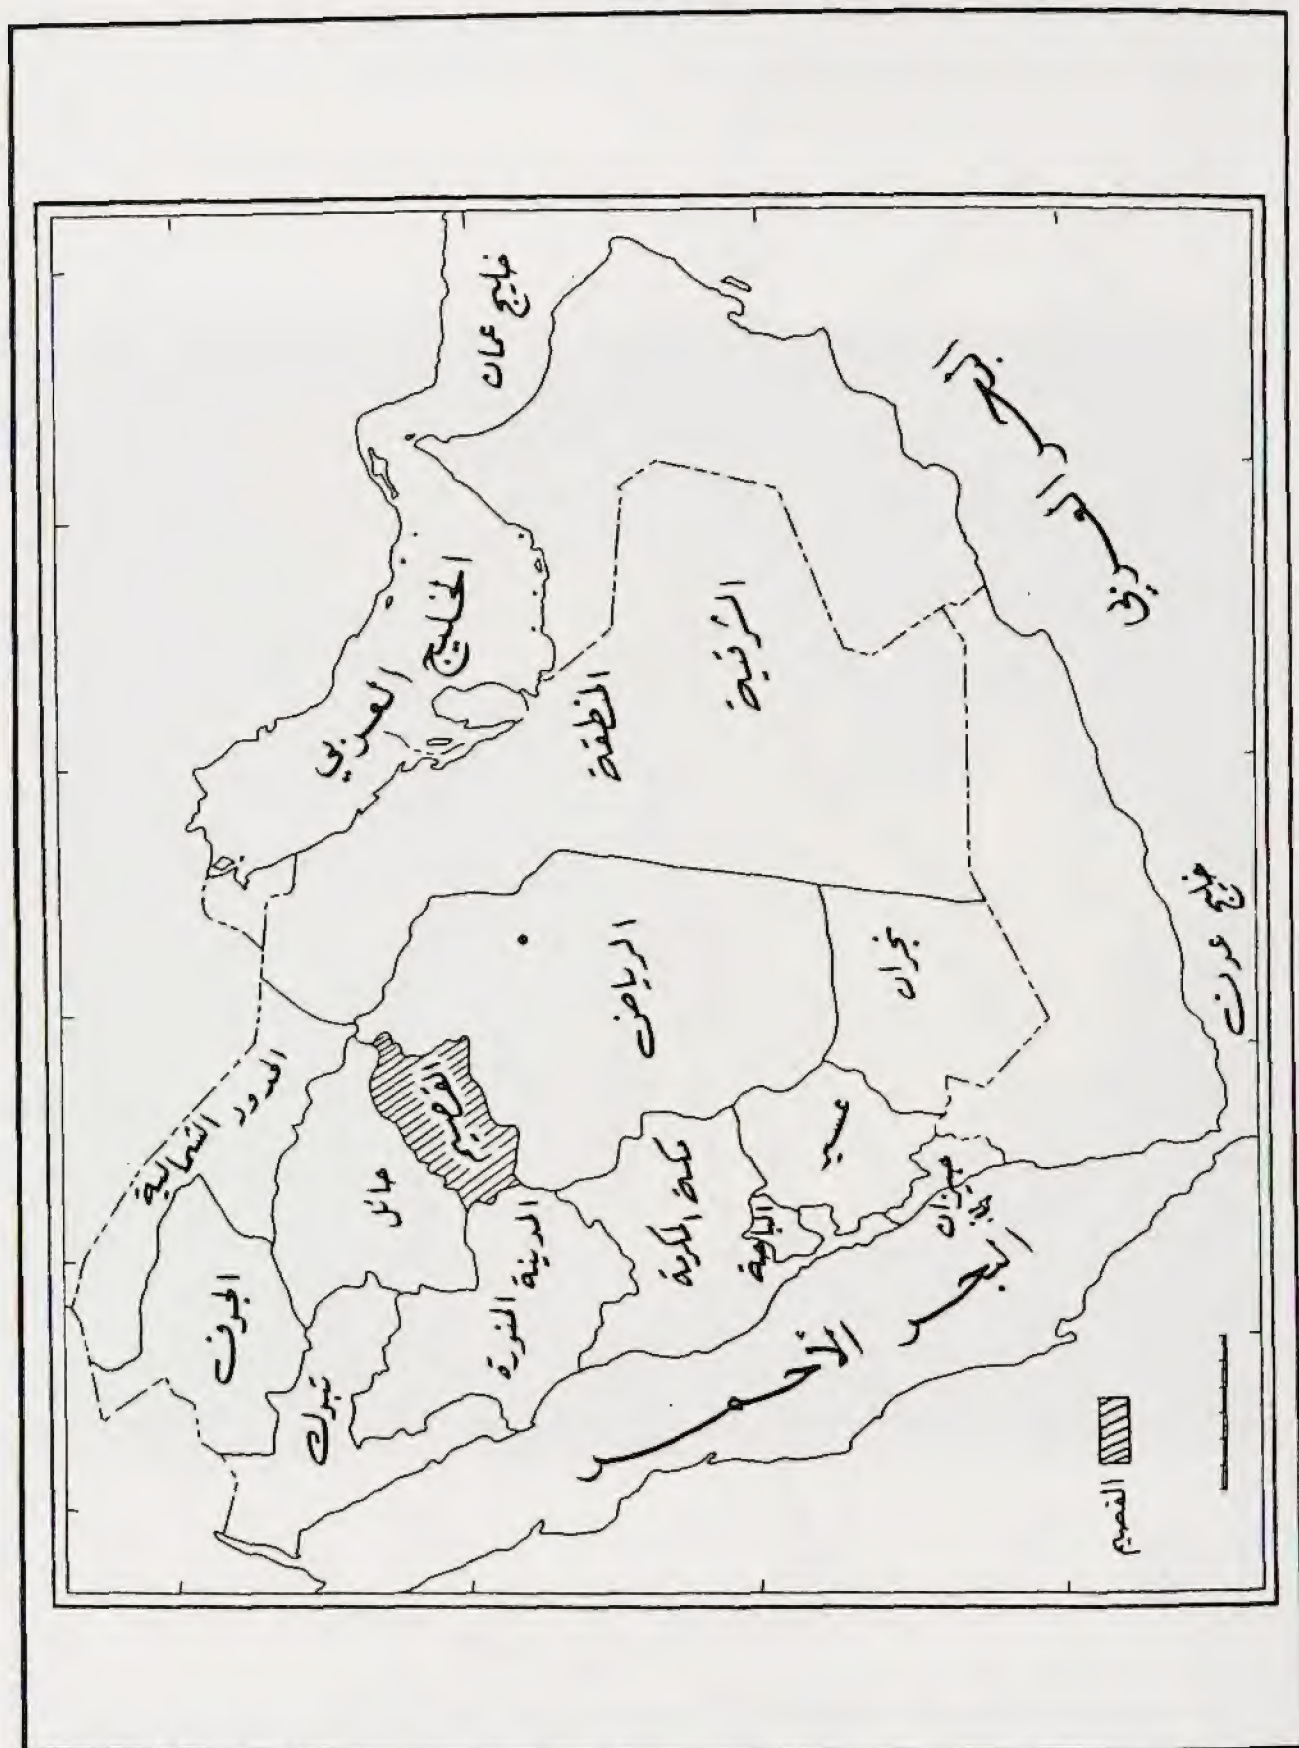 خليج عمان
الخليج
العربي
المنطقة
الشرقية
البحر العربي
خليج عدن
نجران
الرياض
القصيم
الحدود الشمالية
حائل
الجوف
تبوك
المدينة
المنورة
مكة
المكرمة
الباحة
عسير
جيزان
البحر
الأحمر
القصيم